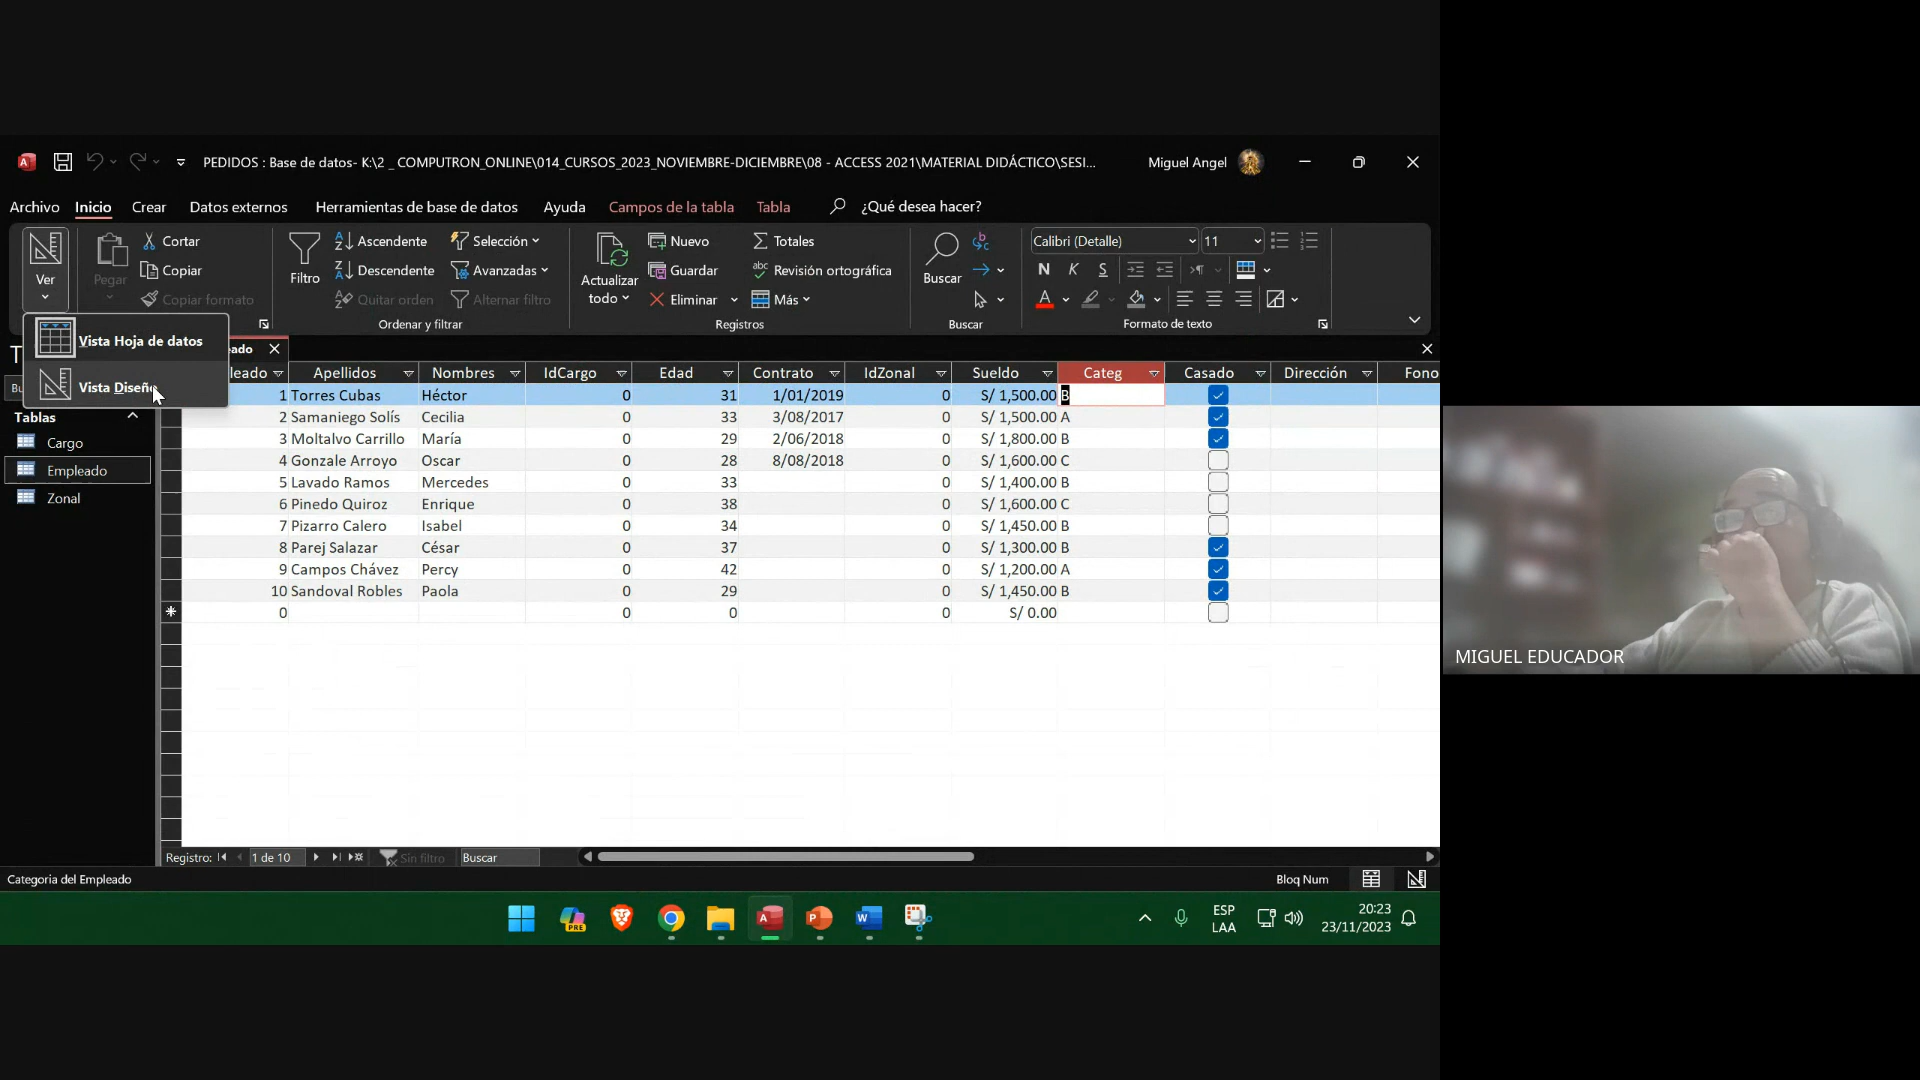 PEDIDOS : Base de datos- K:\2 _ COMPUTRON_ONLINE\014_CURSOS_2023_NOVIEMBRE-DICIEMBRE\08 - ACCESS 2021\MATERIAL DIDÁCTICO\SESI... Miguel Angel
Archivo Inicio Crear Datos externos Herramientas de base de datos Ayuda Campos de la tabla Tabla ¿Qué desea hacer?
Cortar Ascendente Selección Nuevo Totales Calibri (Detalle) 11
Ver Pegar Copiar Filtro Descendente Avanzadas Actualizar todo Guardar Revisión ortográfica Buscar N K S
Copiar formato Quitar orden Alternar filtro Eliminar Más
Ordenar y filtrar Registros Buscar Formato de texto
Vista Hoja de datos
Vista Diseño
eado
leado Apellidos Nombres IdCargo Edad Contrato IdZonal Sueldo Categ Casado Dirección Fono
1 Torres Cubas Héctor 0 31 1/01/2019 0 S/ 1,500.00 B
2 Samaniego Solís Cecilia 0 33 3/08/2017 0 S/ 1,500.00 A
3 Moltalvo Carrillo María 0 29 2/06/2018 0 S/ 1,800.00 B
4 Gonzale Arroyo Oscar 0 28 8/08/2018 0 S/ 1,600.00 C
5 Lavado Ramos Mercedes 0 33 0 S/ 1,400.00 B
6 Pinedo Quiroz Enrique 0 38 0 S/ 1,600.00 C
7 Pizarro Calero Isabel 0 34 0 S/ 1,450.00 B
8 Parej Salazar César 0 37 0 S/ 1,300.00 B
9 Campos Chávez Percy 0 42 0 S/ 1,200.00 A
10 Sandoval Robles Paola 0 29 0 S/ 1,450.00 B
0 0 0 0 S/ 0.00
Tablas
Cargo
Empleado
Zonal
Registro: 1 de 10 Sin filtro Buscar
Categoria del Empleado Bloq Num
PRE
ESP
LAA
20:23
23/11/2023
MIGUEL EDUCADOR